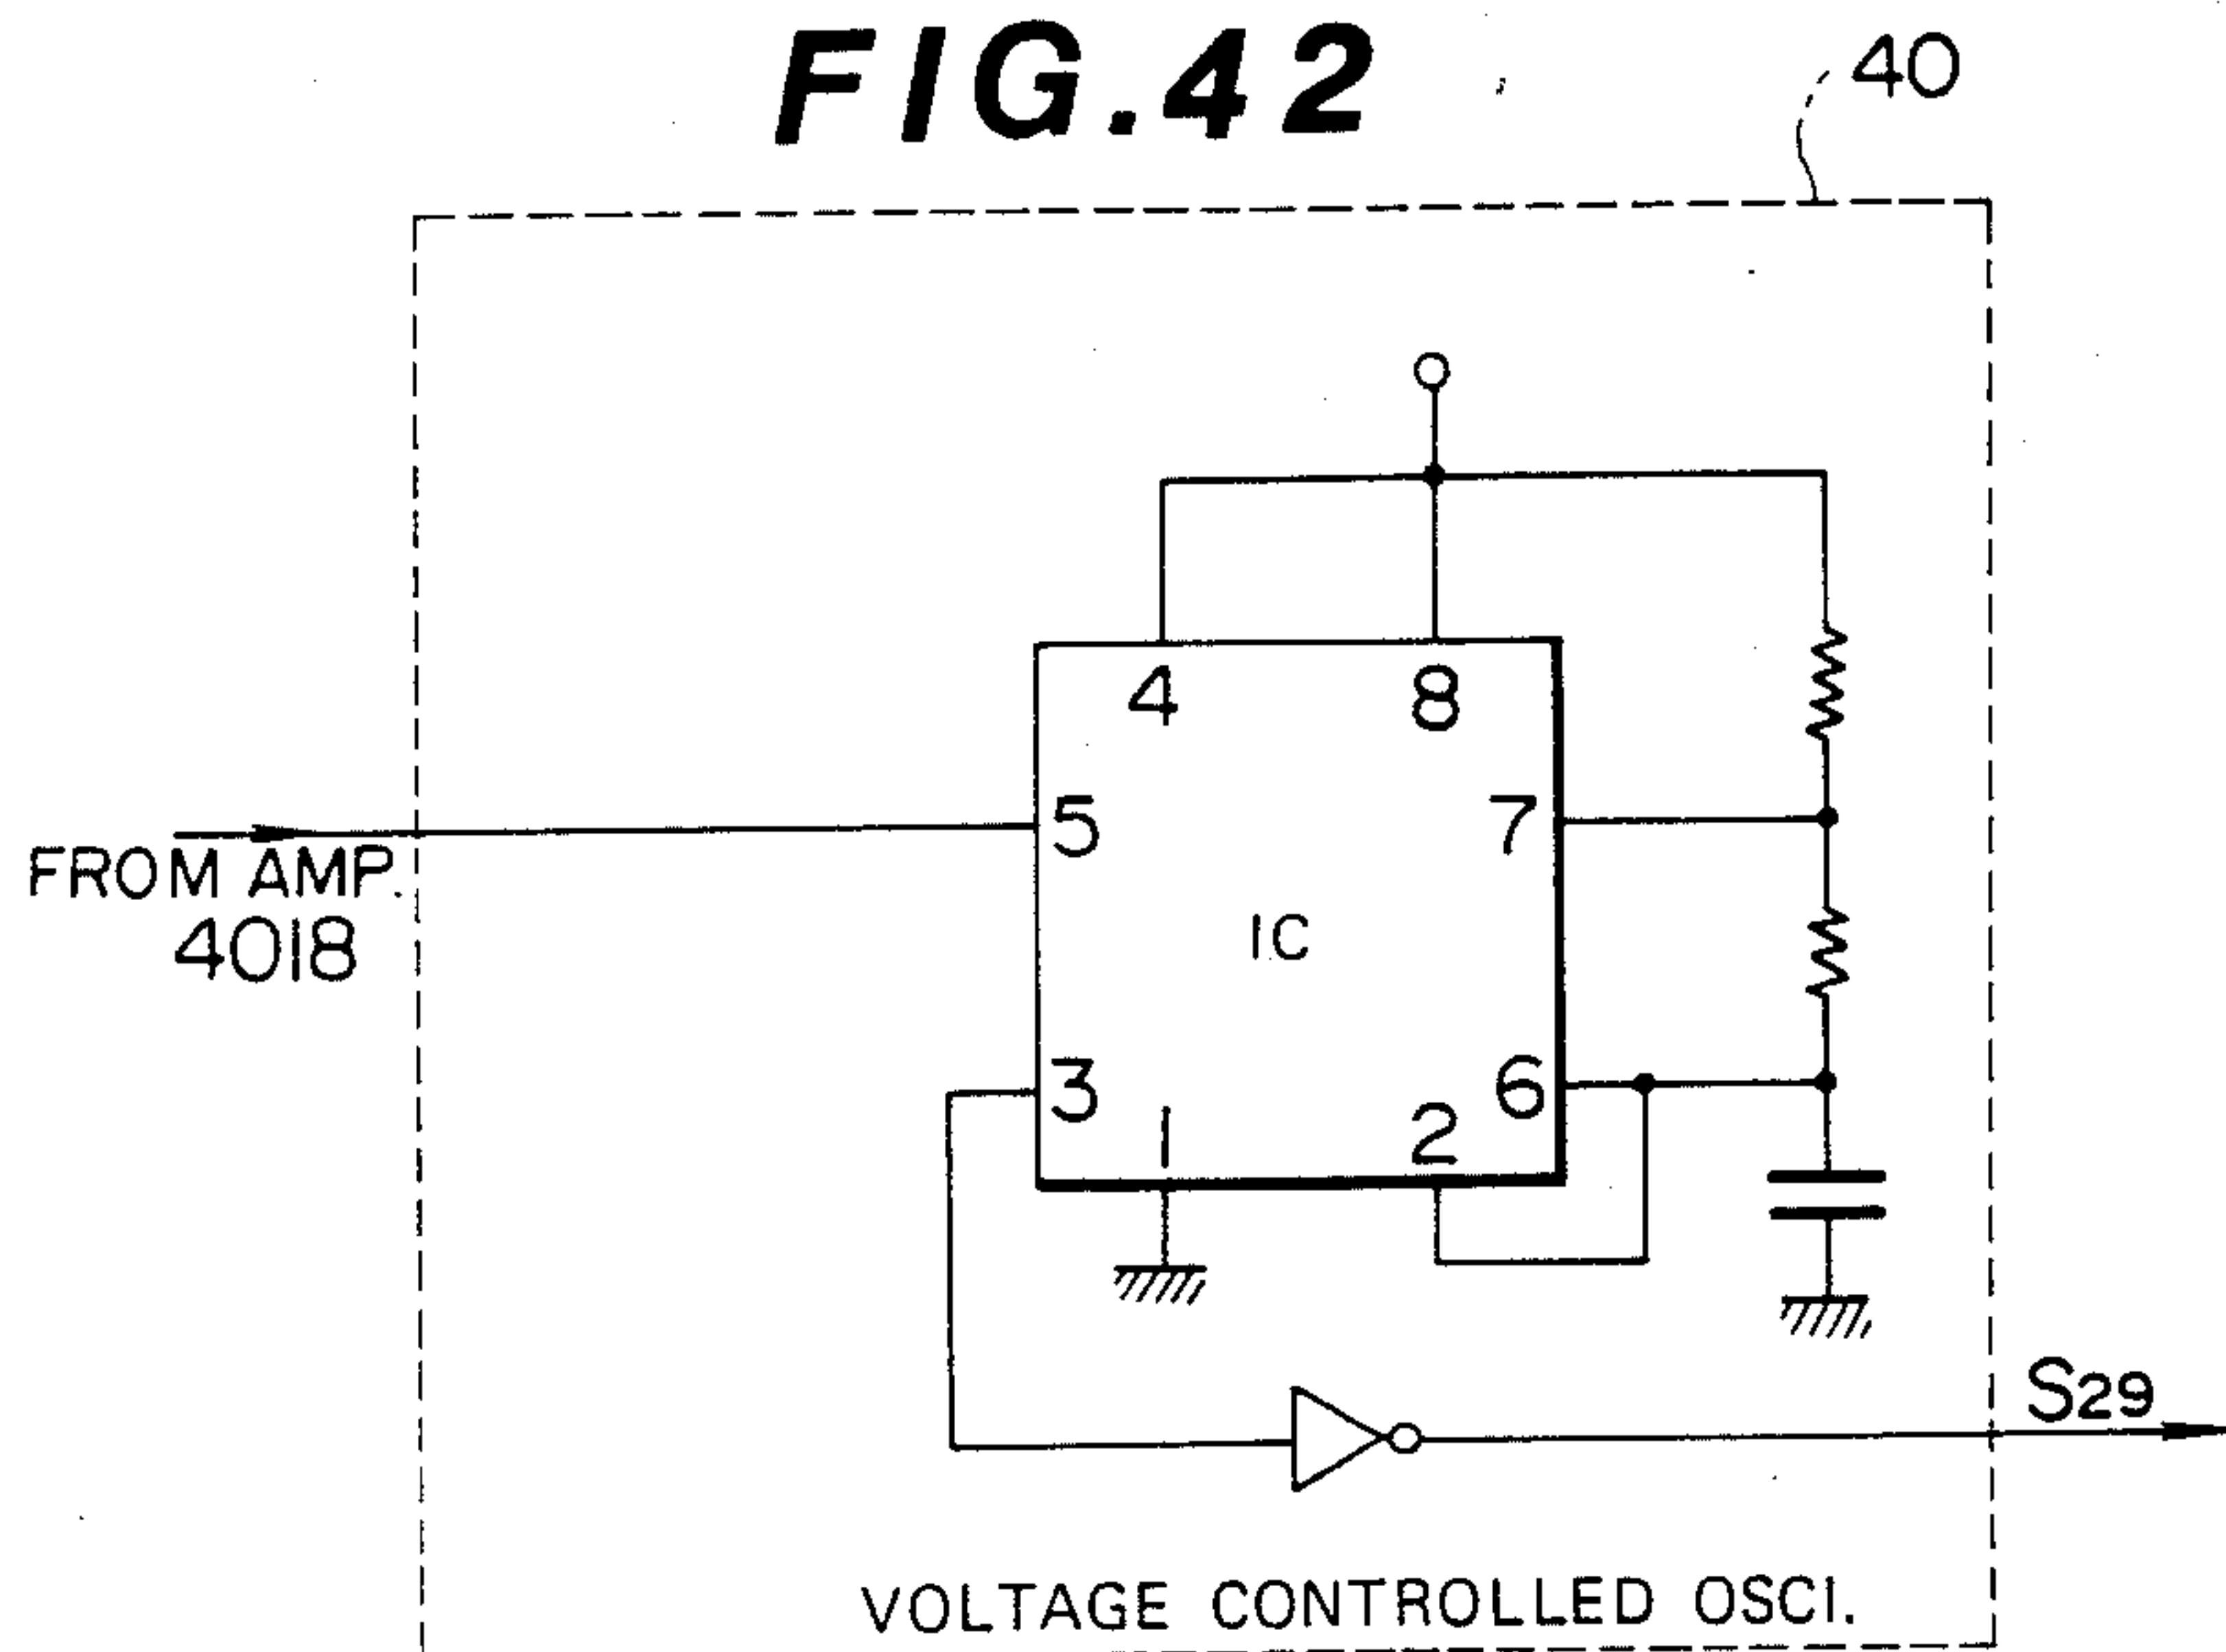 FIG.42
40
4 8
5 7
FROM AMP.
4018
IC
3 6
1 2
S29
VOLTAGE CONTROLLED OSCI.